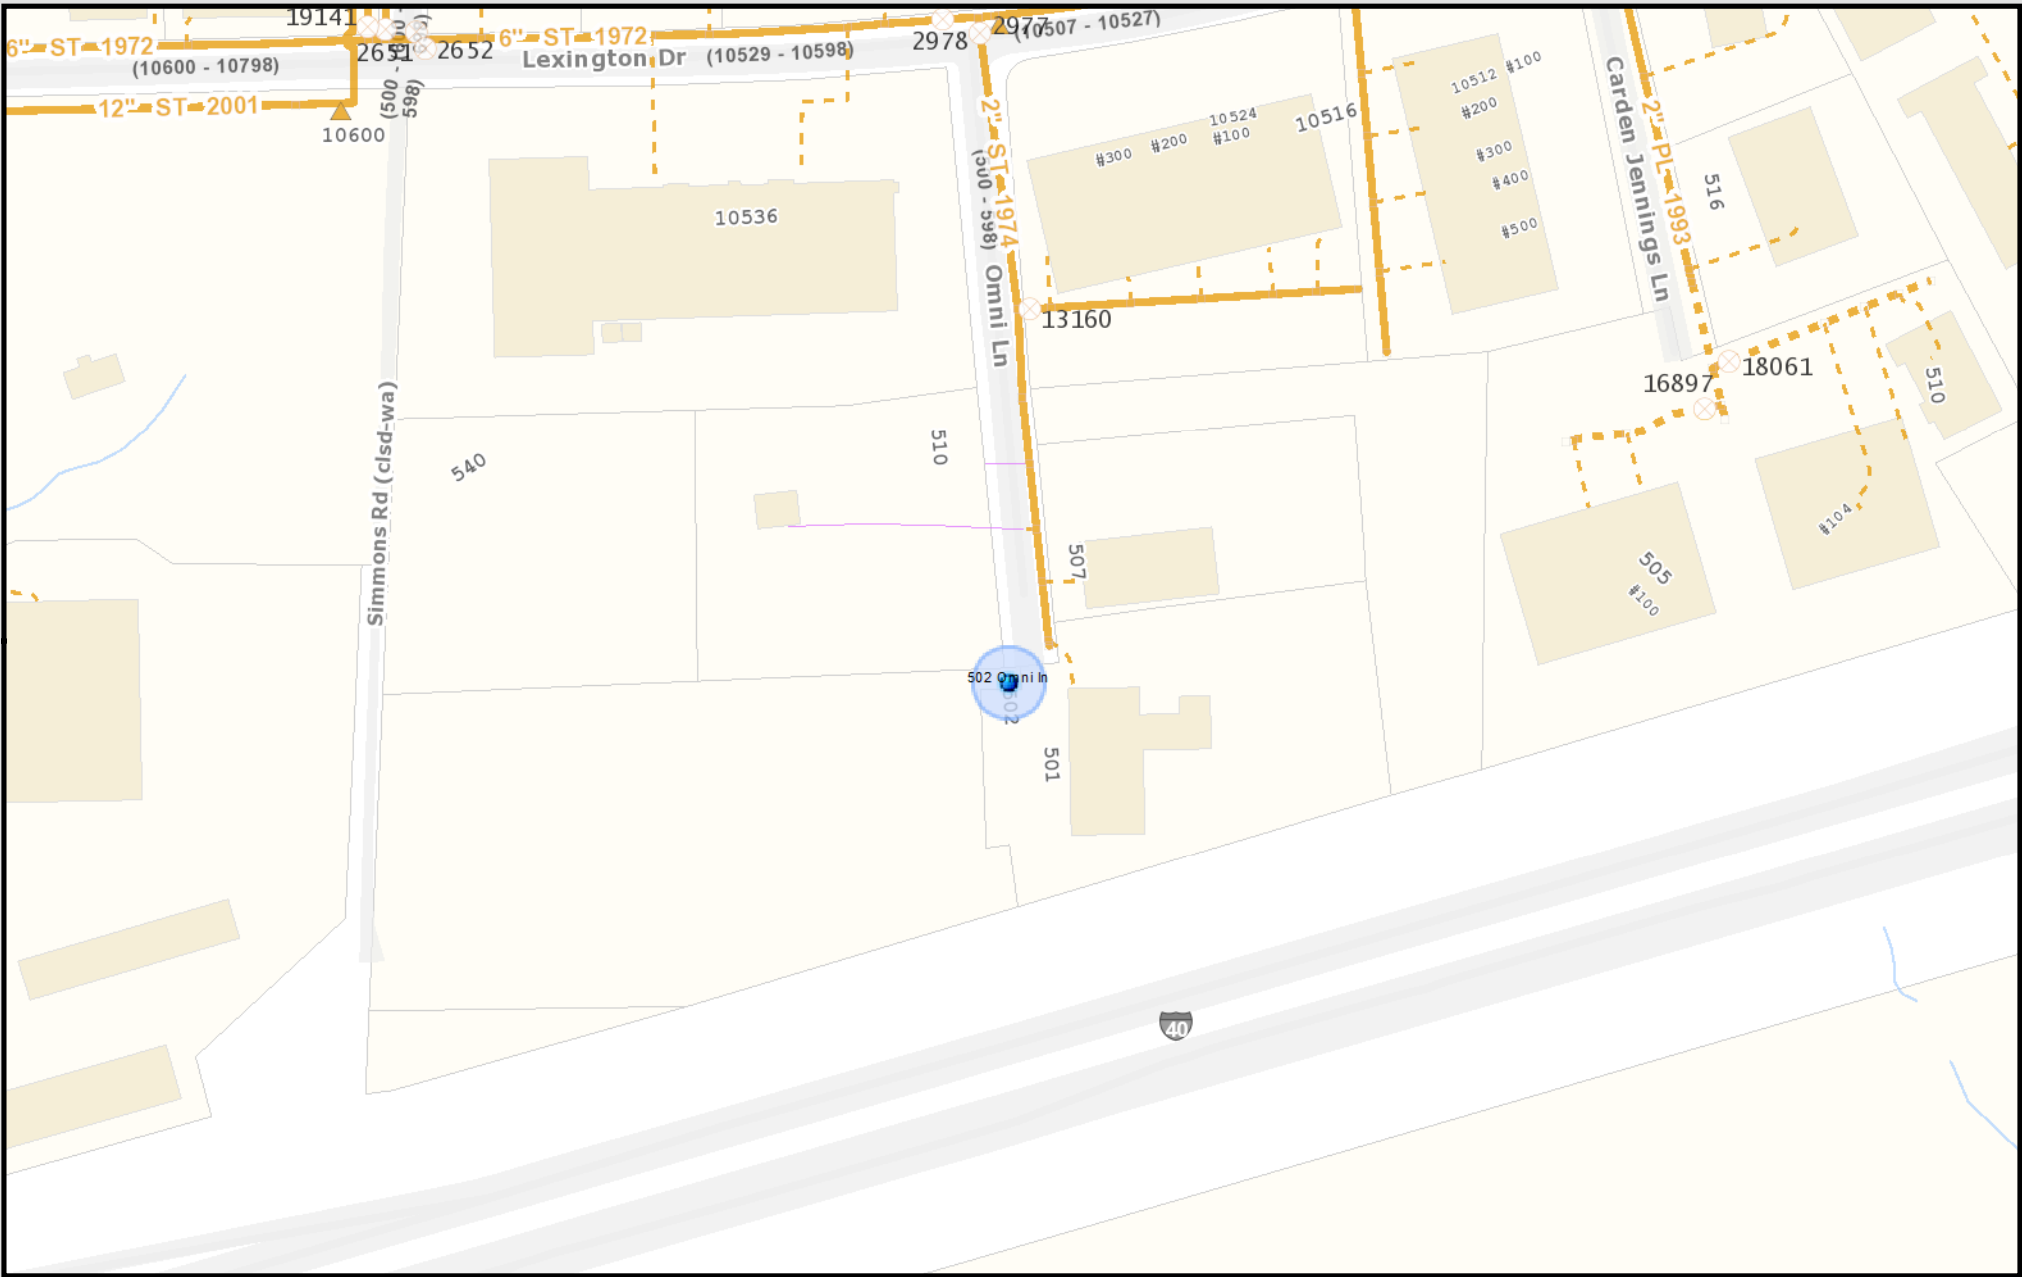 19141
6" ST 1972
(10600 - 10798)
12" ST 2001
10600
2651
2652
6" ST 1972
Lexington Dr
(10529 - 10598)
2978
2977
(10507 - 10527)
598)
2" ST 1974
(500 - 598)
Omni Ln
10536
#300
#200
10524
#100
10516
10512
#100
#200
#300
#400
#500
Carden Jennings Ln
2" PL 1993
516
13160
16897
18061
510
Simmons Rd (clsd-wa)
540
510
507
#104
505
#100
502 Omni ln
502
501
40